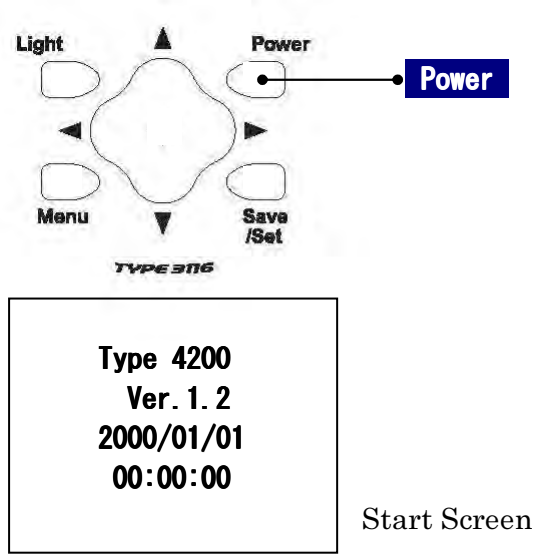 Light
Power
Power
Menu
Save
/Set
TYPE 3116
Type 4200
Ver.1.2
2000/01/01
00:00:00
Start Screen